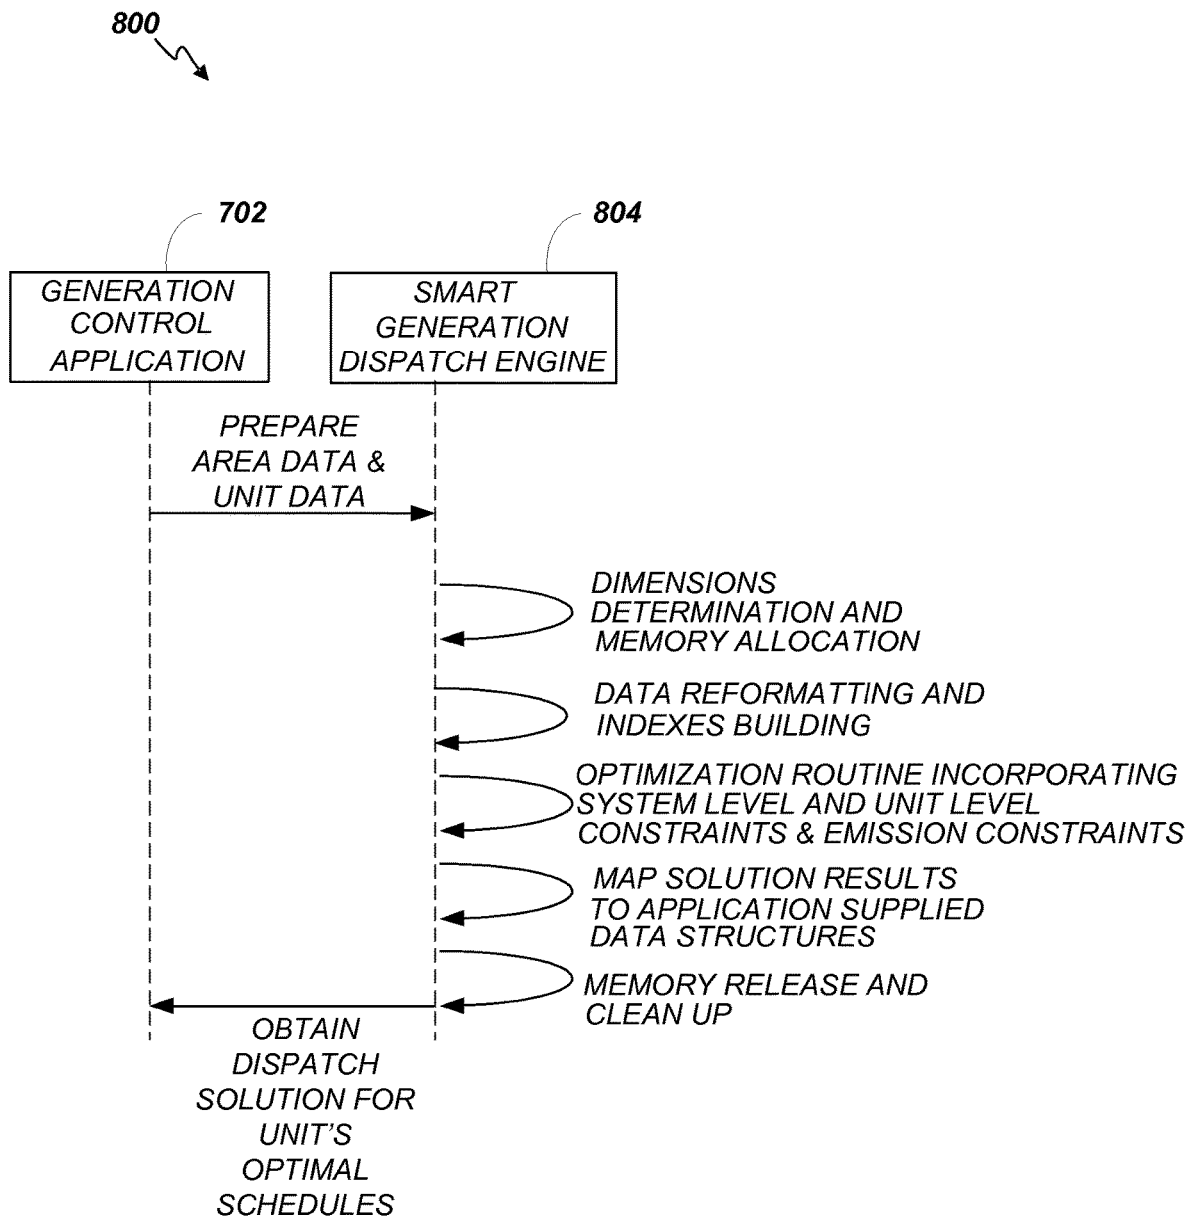 800
702
804
GENERATION
CONTROL
APPLICATION
SMART
GENERATION
DISPATCH ENGINE
PREPARE
AREA DATA &
UNIT DATA
DIMENSIONS
DETERMINATION AND
MEMORY ALLOCATION
DATA REFORMATTING AND
INDEXES BUILDING
OPTIMIZATION ROUTINE INCORPORATING
SYSTEM LEVEL AND UNIT LEVEL
CONSTRAINTS & EMISSION CONSTRAINTS
MAP SOLUTION RESULTS
TO APPLICATION SUPPLIED
DATA STRUCTURES
MEMORY RELEASE AND
CLEAN UP
OBTAIN
DISPATCH
SOLUTION FOR
UNIT'S
OPTIMAL
SCHEDULES